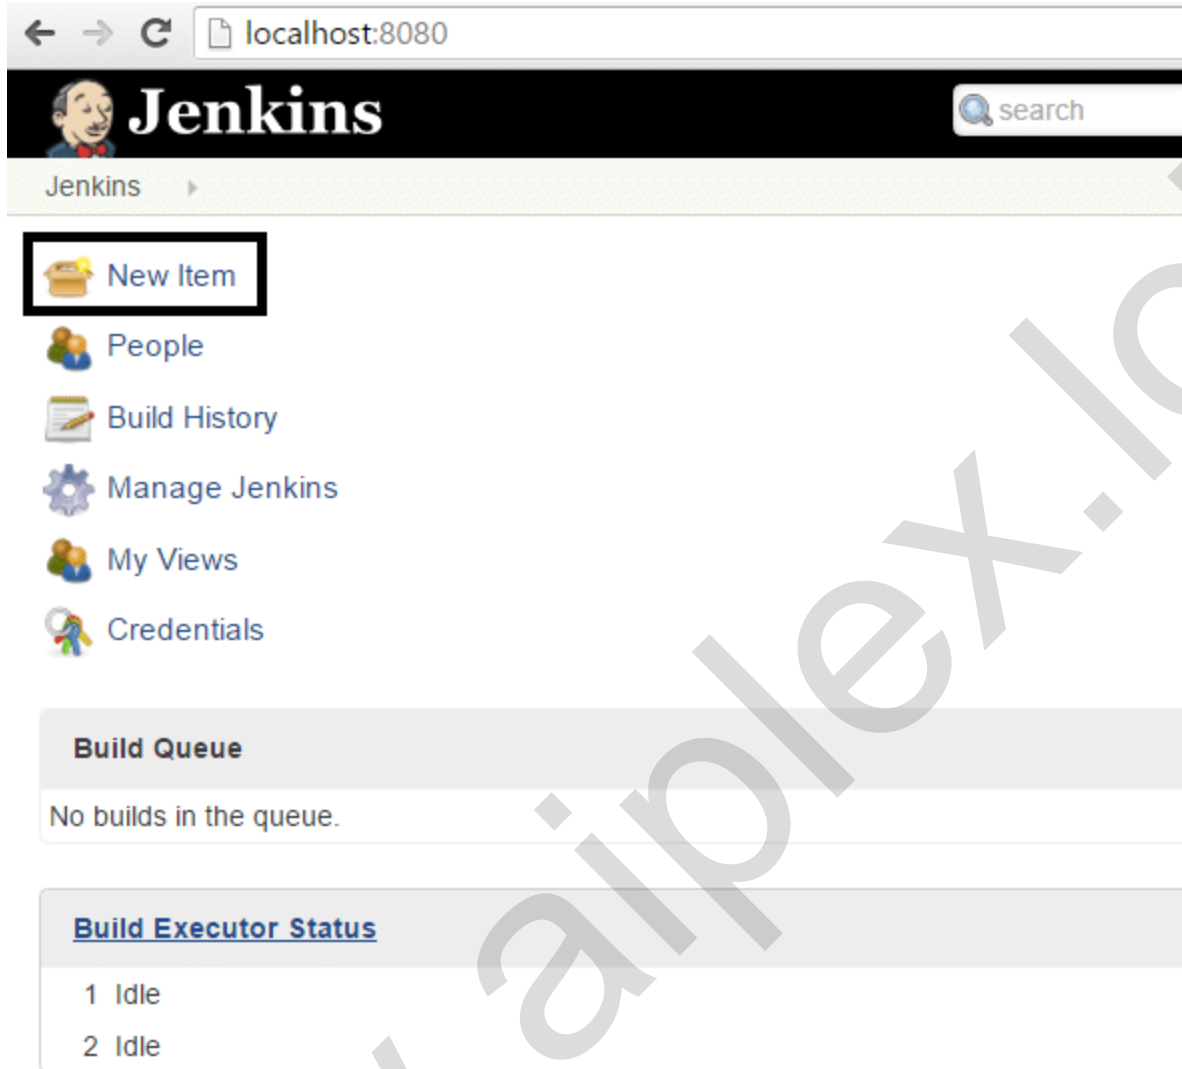 localhost:8080
Jenkins
search
Jenkins
New Item
People
Build History
Manage Jenkins
My Views
Credentials
Build Queue
No builds in the queue.
Build Executor Status
1 Idle
2 Idle
aiplex.